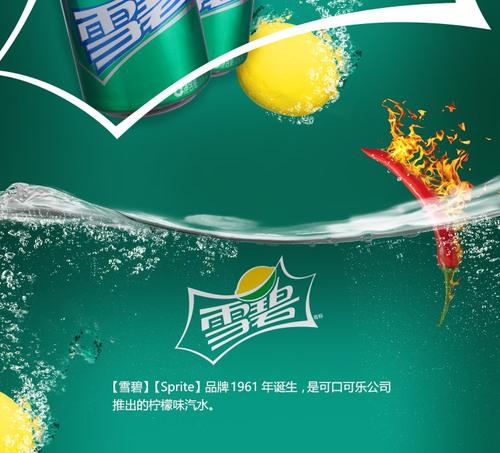 雪碧
雪碧
【雪碧】【Sprite】品牌1961 年诞生 , 是可口可乐公司
推出的柠檬味汽水。